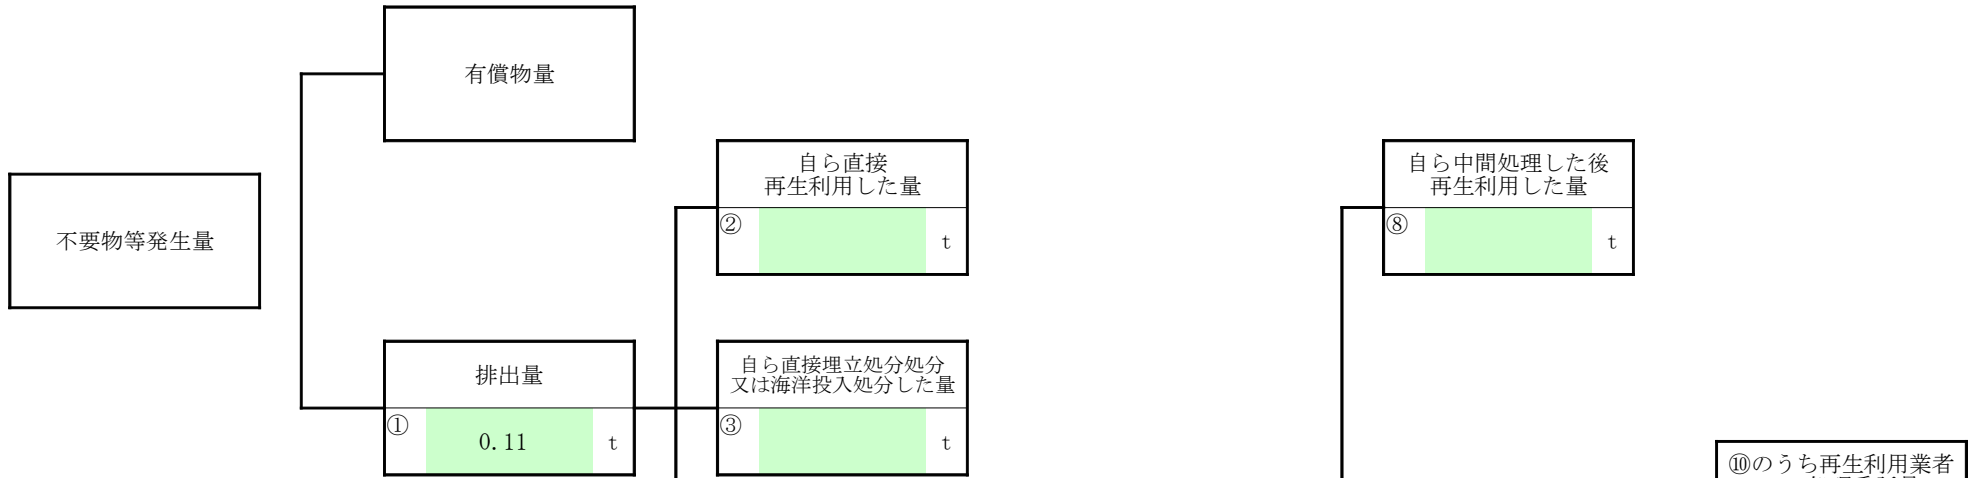 有償物量
自ら直接
再生利用した量
②
t
自ら中間処理した後
再生利用した量
⑧
t
不要物等発生量
排出量
①
0.11
t
自ら直接埋立処分処分
又は海洋投入処分した量
③
t
⑩のうち再生利用業者